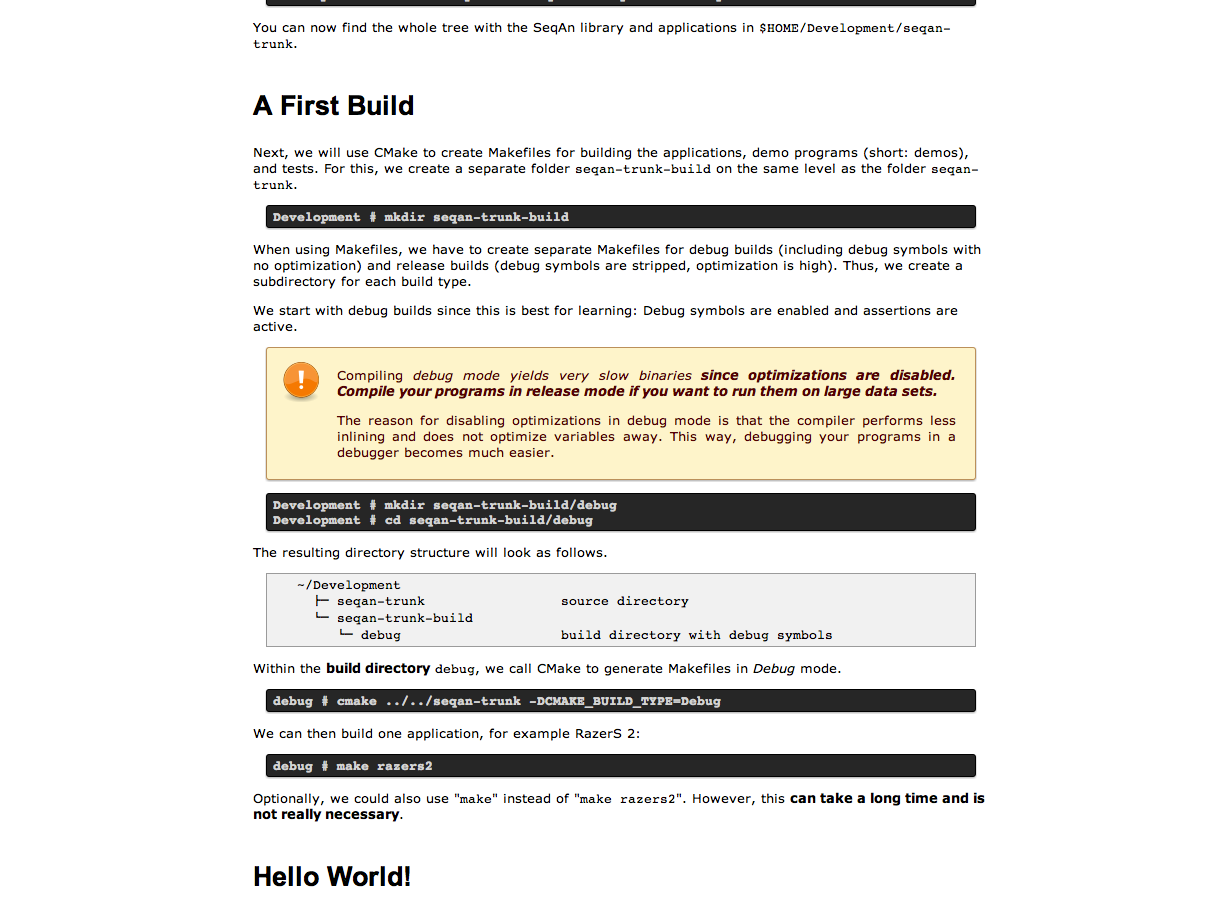 You can now find the whole tree with the SeqAn library and applications in $HOME/Development/seqan-
trunk.
A First Build
Next, we will use CMake to create Makefiles for building the applications, demo programs (short: demos),
and tests. For this, we create a separate folder seqan-trunk-build on the same level as the folder seqan-
trunk.
Development # mkdir seqan-trunk-build
When using Makefiles, we have to create separate Makefiles for debug builds (including debug symbols with
no optimization) and release builds (debug symbols are stripped, optimization is high). Thus, we create a
subdirectory for each build type.
We start with debug builds since this is best for learning: Debug symbols are enabled and assertions are
active.
Compiling debug mode yields very slow binaries since optimizations are disabled.
Compile your programs in release mode if you want to run them on large data sets.
The reason for disabling optimizations in debug mode is that the compiler performs less
inlining and does not optimize variables away. This way, debugging your programs in a
debugger becomes much easier.
Development # mkdir seqan-trunk-build/debug
Development # cd seqan-trunk-build/debug
The resulting directory structure will look as follows.
~/Development
├─ seqan-trunk source directory
└─ seqan-trunk-build
└─ debug build directory with debug symbols
Within the build directory debug, we call CMake to generate Makefiles in Debug mode.
debug # cmake ../../seqan-trunk -DCMAKE_BUILD_TYPE=Debug
We can then build one application, for example RazerS 2:
debug # make razers2
Optionally, we could also use "make" instead of "make razers2". However, this can take a long time and is
not really necessary.
Hello World!